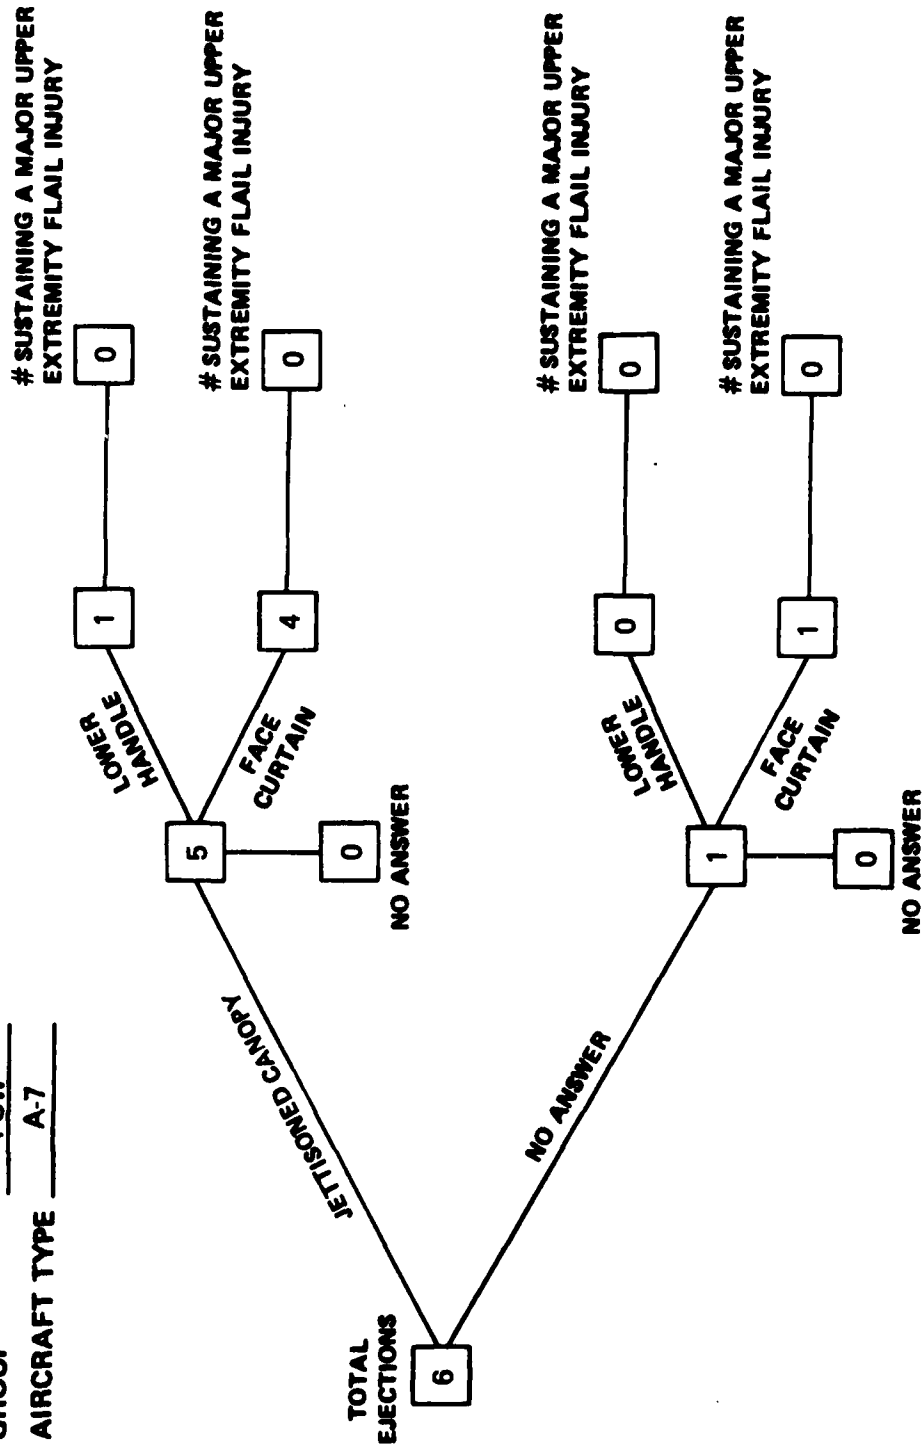 AIRCRAFT TYPE A-7
TOTAL
EJECTIONS
6
JETTISONED CANOPY
5
LOWER
HANDLE
1
#SUSTAINING A MAJOR UPPER
EXTREMITY FLAIL INJURY
0
FACE
CURTAIN
4
#SUSTAINING A MAJOR UPPER
EXTREMITY FLAIL INJURY
0
0
NO ANSWER
NO ANSWER
1
LOWER
HANDLE
0
#SUSTAINING A MAJOR UPPER
EXTREMITY FLAIL INJURY
0
FACE
CURTAIN
1
#SUSTAINING A MAJOR UPPER
EXTREMITY FLAIL INJURY
0
0
NO ANSWER